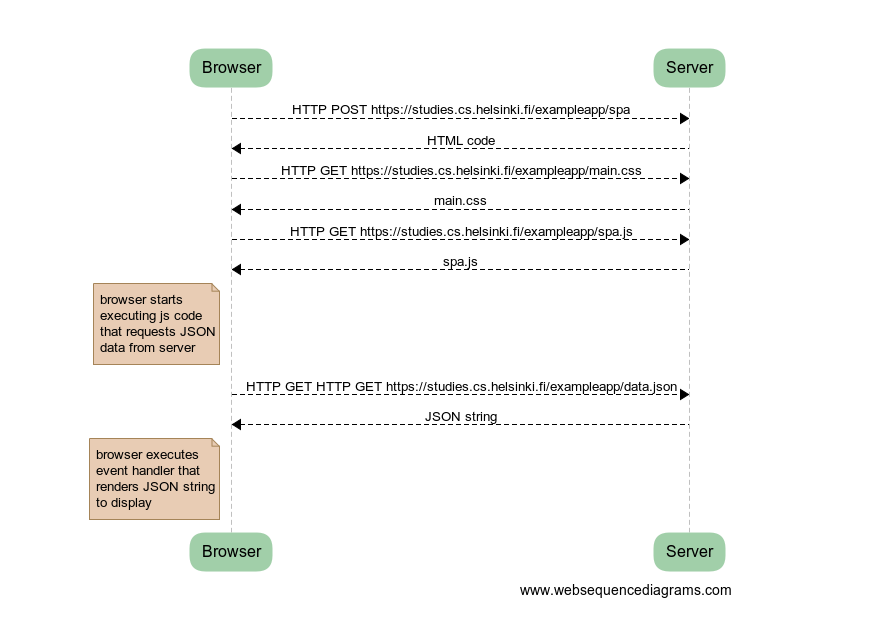 Browser
Server
HTTP POST https://studies.cs.helsinki.fi/exampleapp/spa
HTML code
HTTP GET https://studies.cs.helsinki.fi/exampleapp/main.css
main.css
HTTP GET https://studies.cs.helsinki.fi/exampleapp/spa.js
spa.js
browser starts
executing js code
that requests JSON
data from server
HTTP GET HTTP GET https://studies.cs.helsinki.fi/exampleapp/data.json
JSON string
browser executes
event handler that
renders JSON string
to display
Browser
Server
www.websequencediagrams.com